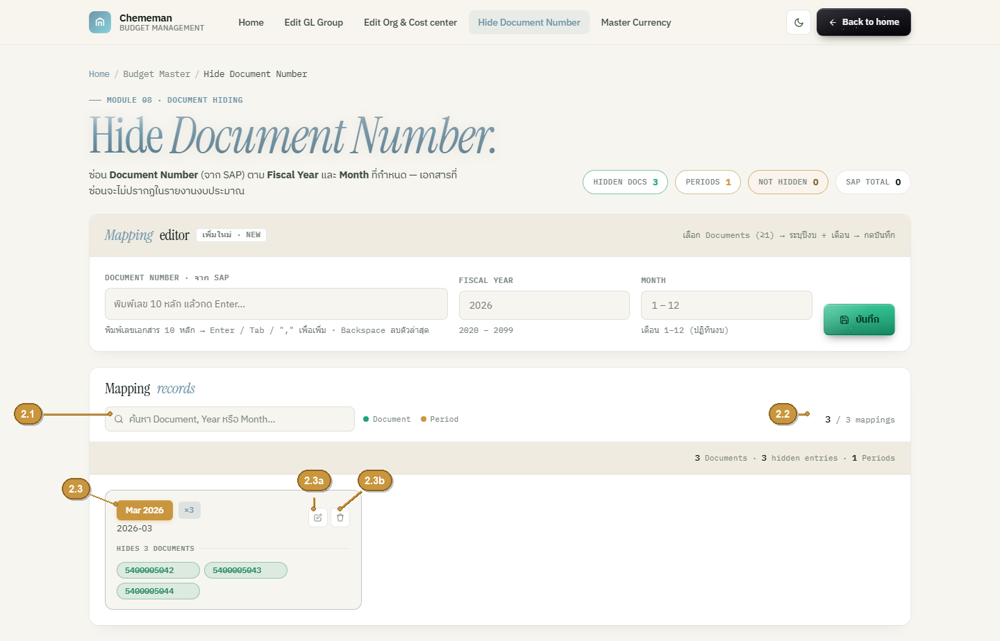 Chememan
BUDGET MANAGEMENT
Home
Edit GL Group
Edit Org & Cost center
Hide Document Number
Master Currency
Back to home
Home / Budget Master / Hide Document Number
MODULE 08 · DOCUMENT HIDING
Hide Document Number.
ซ่อน Document Number (จาก SAP) ตาม Fiscal Year และ Month ที่กำหนด — เอกสารที่
ซ่อนจะไม่ปรากฏในรายงานงบประมาณ
HIDDEN DOCS 3
PERIODS 1
NOT HIDDEN 0
SAP TOTAL 0
Mapping editor
เพิ่มใหม่ · NEW
เลือก Documents (≥1) → ระบุปีงบ + เดือน → กดบันทึก
DOCUMENT NUMBER · จาก SAP
FISCAL YEAR
MONTH
พิมพ์เลข 10 หลัก แล้วกด Enter...
2026
1 – 12
บันทึก
พิมพ์เลขเอกสาร 10 หลัก → Enter / Tab / "," เพื่อเพิ่ม · Backspace ลบตัวล่าสุด
2020 – 2099
เดือน 1–12 (ปฏิทินงบ)
Mapping records
2.1
ค้นหา Document, Year หรือ Month...
Document
Period
2.2
3 / 3 mappings
3 Documents · 3 hidden entries · 1 Periods
2.3
2.3a
2.3b
Mar 2026
×3
2026-03
HIDES 3 DOCUMENTS
5400005042
5400005043
5400005044